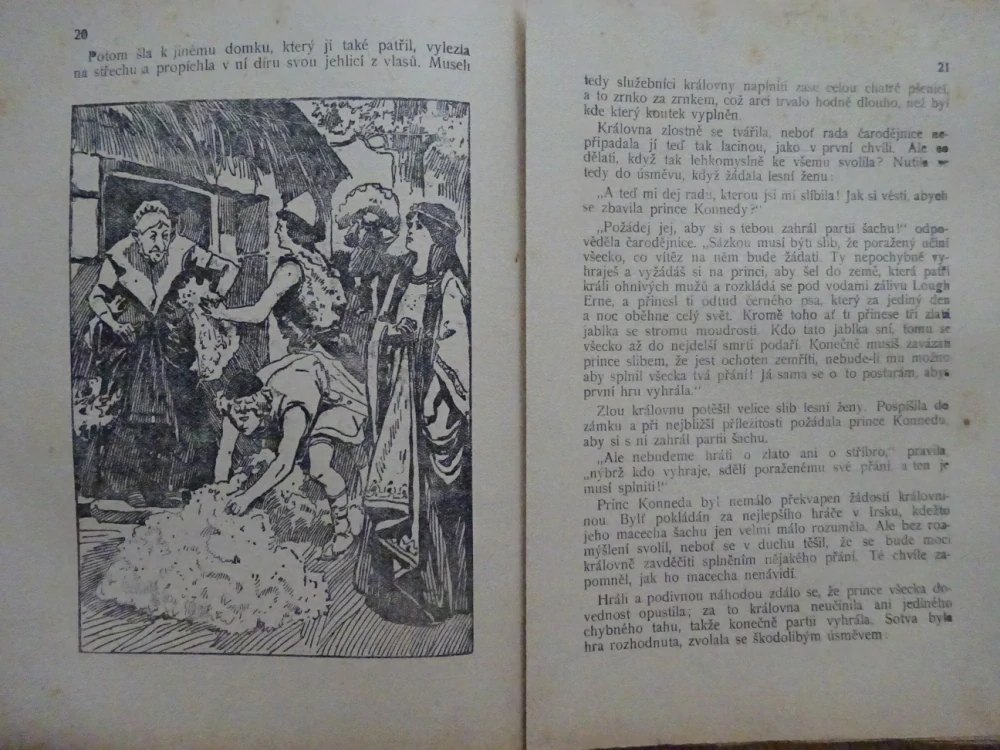 20
Potom šla k jinému domku, který jí také patřil, vylezla
na střechu a propíchla v ní díru svou jehlicí z vlasů. Museli
21
tedy služebníci královny naplniti zase celou chatrč pšenicí,
a to zrnko za zrnkem, což arci trvalo hodně dlouho, než byl
kde který koutek vyplněn.
Královna zlostně se tvářila, neboť rada čarodějnice ne-
připadala jí teď tak lacinou, jako v první chvíli. Ale co
dělati, když tak lehkomyslně ke všemu svolila? Nutila se
tedy do úsměvu, když žádala lesní ženu:
„A teď mi dej radu, kterou jsi mi slíbila! Jak si vésti, abych
se zbavila prince Konnedy?“
„Požádej jej, aby si s tebou zahrál partii šachu!“ odpo-
věděla čarodějnice. „Sázkou musí býti slib, že poražený učiní
všecko, co vítěz na něm bude žádati. Ty nepochybně vy-
hraješ a vyžádáš si na princi, aby šel do země, která patří
králi ohnivých mužů a rozkládá se pod vodami zálivu Lough
Erne, a přinesl ti odtud černého psa, který za jediný den
a noc oběhne celý svět. Kromě toho ať ti přinese tři zlatá
jablka se stromu moudrosti. Kdo tato jablka sní, tomu se
všecko až do nejdelší smrti podaří. Konečně musíš zavázati
prince slibem, že jest ochoten zemříti, nebude-li mu možno
aby splnil všecka tvá přání! Já sama se o to postarám, abys
první hru vyhrála.“
Zlou královnu potěšil velice slib lesní ženy. Pospíšila do
zámku a při nejbližší příležitosti požádala prince Konnedu,
aby si s ní zahrál partii šachu.
„Ale nebudeme hráti o zlato ani o stříbro,“ pravila,
„nýbrž kdo vyhraje, sdělí poraženému své přání a ten je
musí splniti!“
Princ Konneda byl nemálo překvapen žádostí královni-
nou. Bylť pokládán za nejlepšího hráče v Irsku, kdežto
jeho macecha šachu jen velmi málo rozuměla. Ale bez roz-
mýšlení svolil, neboť se v duchu těšil, že se bude moci
královně zavděčiti splněním nějakého přání. Té chvíle za-
pomněl, jak ho macecha nenávidí.
Hráli a podivnou náhodou zdálo se, že prince všecka do-
vednost opustila; za to královna neučinila ani jediného
chybného tahu, takže konečně partii vyhrála. Sotva byla
hra rozhodnuta, zvolala se škodolibým úsměvem: